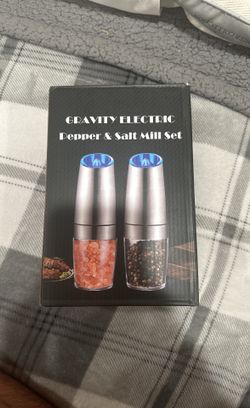 GRAVITY ELECTRIC
Pepper & Salt Mill Set